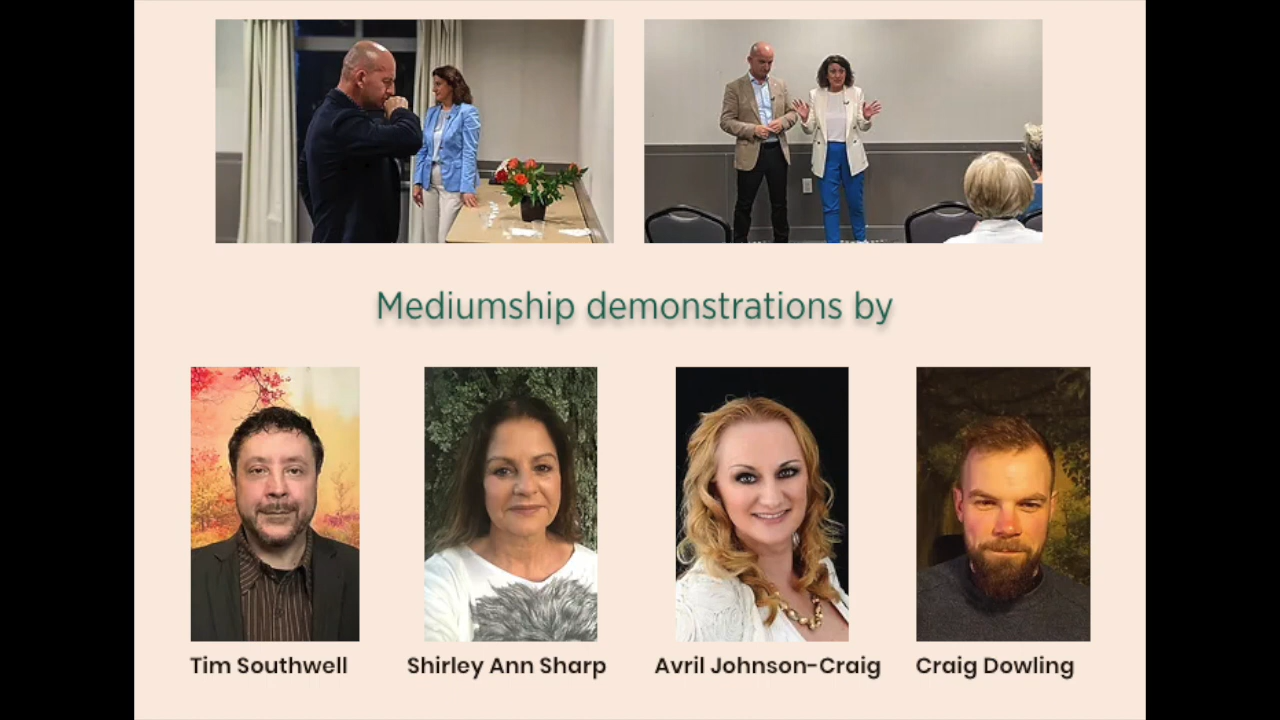 Mediumship demonstrations by
Tim Southwell
Shirley Ann Sharp
Avril Johnson-Craig
Craig Dowling